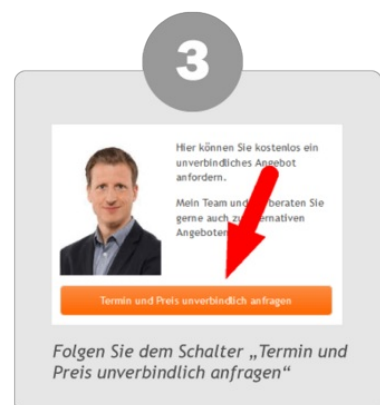 3
Hier können Sie kostenlos ein
unverbindliches Angebot
anfordern.
Mein Team und beraten Sie
gerne auch zu
Angeboten
Termin und Preis unverbindlich anfragen
Folgen Sie dem Schalter „Termin und
Preis unverbindlich anfragen“